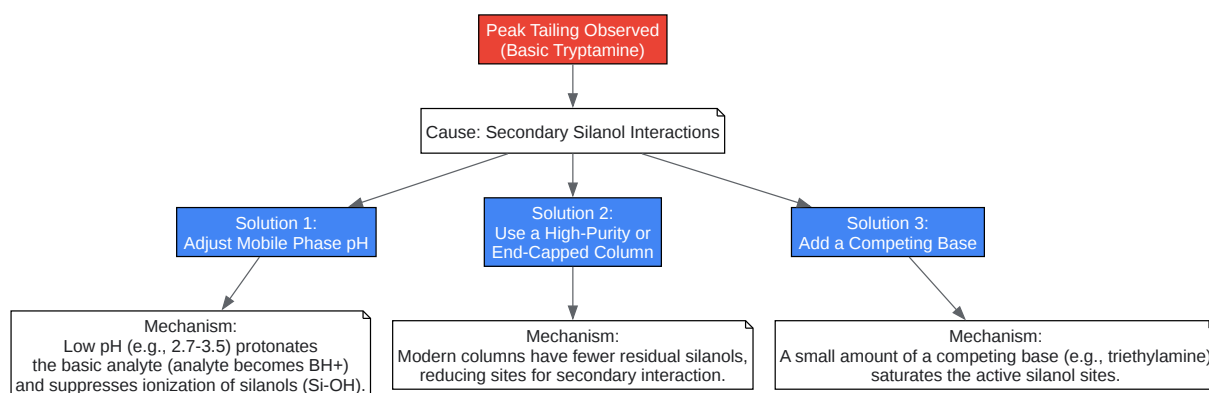 Peak Tailing Observed
(Basic Tryptamine)
Cause: Secondary Silanol Interactions
Solution 1:
Adjust Mobile Phase pH
Solution 2:
Use a High-Purity or
End-Capped Column
Solution 3:
Add a Competing Base
Mechanism:
Low pH (e.g., 2.7-3.5) protonates
the basic analyte (analyte becomes BH+)
and suppresses ionization of silanols (Si-OH).
Mechanism:
Modern columns have fewer residual silanols,
reducing sites for secondary interaction.
Mechanism:
A small amount of a competing base (e.g., triethylamine)
saturates the active silanol sites.